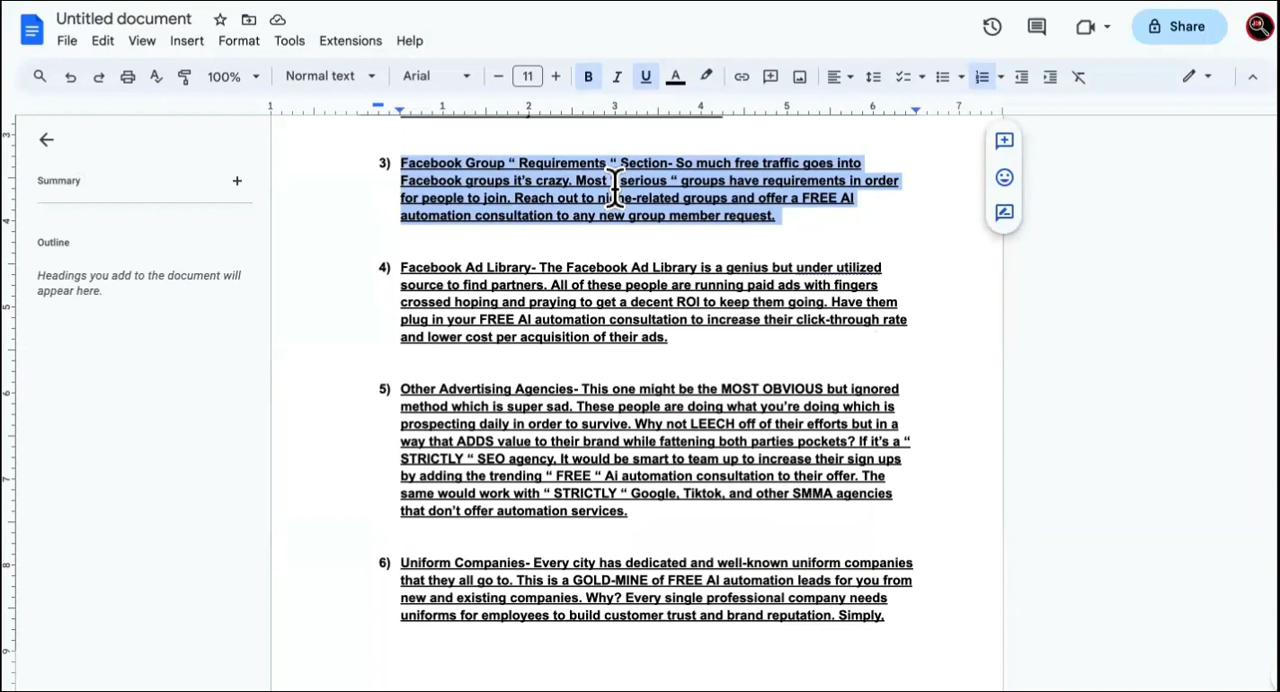 Untitled document
File Edit View Insert Format Tools Extensions Help
Share
100% Normal text Arial 11 B I U A
1 1 2 3 4 5 6 7
Summary
Outline
Headings you add to the document will
appear here.
3) Facebook Group “ Requirements “ Section- So much free traffic goes into
Facebook groups it’s crazy. Most “ serious “ groups have requirements in order
for people to join. Reach out to niche-related groups and offer a FREE AI
automation consultation to any new group member request.
4) Facebook Ad Library- The Facebook Ad Library is a genius but under utilized
source to find partners. All of these people are running paid ads with fingers
crossed hoping and praying to get a decent ROI to keep them going. Have them
plug in your FREE AI automation consultation to increase their click-through rate
and lower cost per acquisition of their ads.
5) Other Advertising Agencies- This one might be the MOST OBVIOUS but ignored
method which is super sad. These people are doing what you’re doing which is
prospecting daily in order to survive. Why not LEECH off of their efforts but in a
way that ADDS value to their brand while fattening both parties pockets? If it’s a “
STRICTLY “ SEO agency, It would be smart to team up to increase their sign ups
by adding the trending “ FREE “ Ai automation consultation to their offer. The
same would work with “ STRICTLY “ Google, Tiktok, and other SMMA agencies
that don’t offer automation services.
6) Uniform Companies- Every city has dedicated and well-known uniform companies
that they all go to. This is a GOLD-MINE of FREE AI automation leads for you from
new and existing companies. Why? Every single professional company needs
uniforms for employees to build customer trust and brand reputation. Simply,